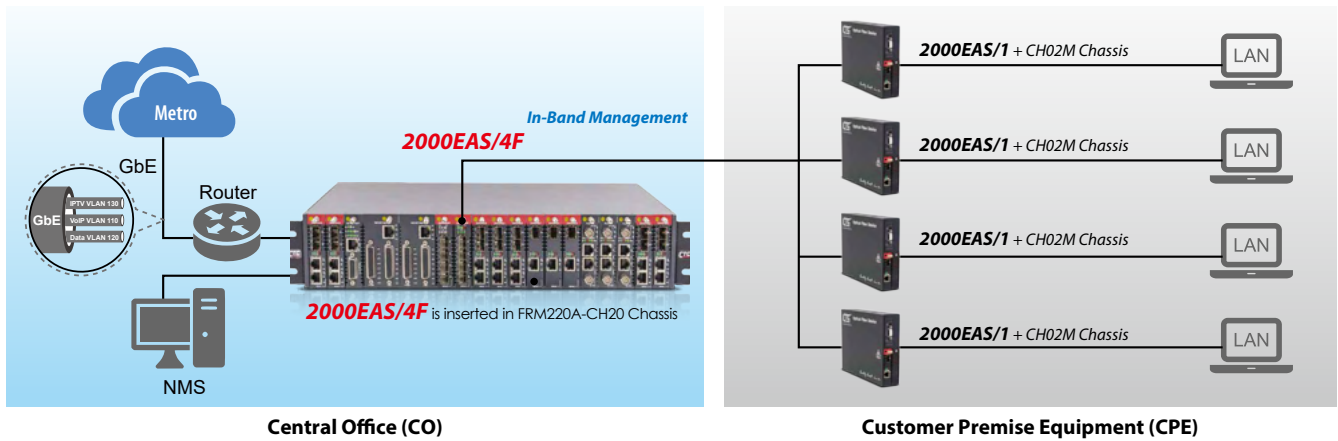 Metro
GbE
GbE
IPTV VLAN 130
VoIP VLAN 110
Data VLAN 120
Router
NMS
In-Band Management
2000EAS/4F
2000EAS/4F is inserted in FRM220A-CH20 Chassis
Central Office (CO)
2000EAS/1 + CH02M Chassis
LAN
2000EAS/1 + CH02M Chassis
LAN
2000EAS/1 + CH02M Chassis
LAN
2000EAS/1 + CH02M Chassis
LAN
Customer Premise Equipment (CPE)